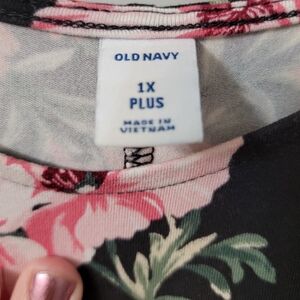 OLD NAVY
1X
PLUS
MADE IN
VIETNAM